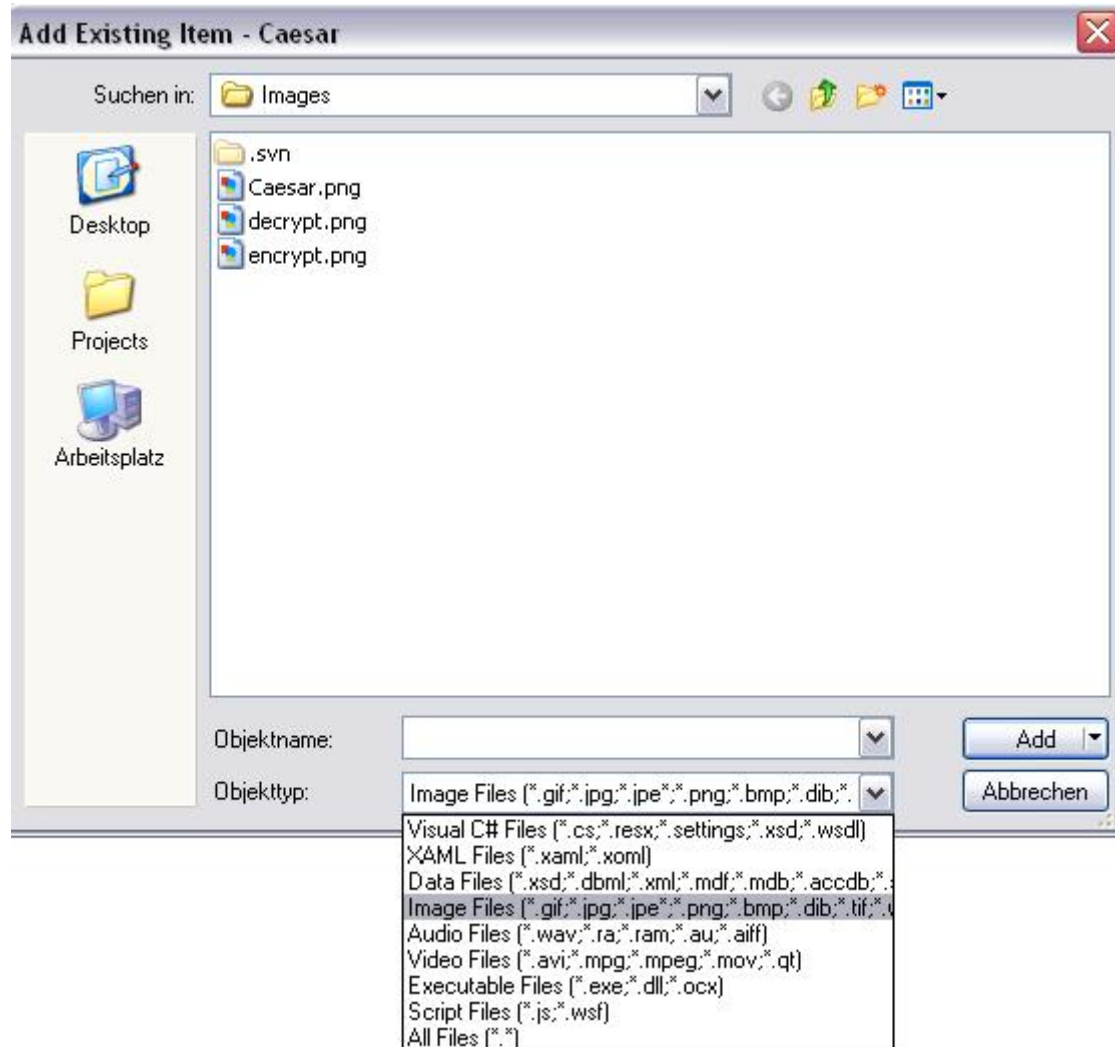 Add Existing Item - Caesar
Suchen in:
Images
.svn
Caesar.png
decrypt.png
encrypt.png
Desktop
Projects
Arbeitsplatz
Objektname:
Add
Objekttyp:
Image Files (*.gif;*.jpg;*.jpe*;*.png;*.bmp;*.dib;*.
Abbrechen
Visual C# Files (*.cs;*.resx;*.settings;*.xsd;*.wsdl)
XAML Files (*.xaml;*.xoml)
Data Files (*.xsd;*.dbml;*.xml;*.mdf;*.mdb;*.accdb;*.
Image Files (*.gif;*.jpg;*.jpe*;*.png;*.bmp;*.dib;*.tif;*.
Audio Files (*.wav;*.ra;*.ram;*.au;*.aiff)
Video Files (*.avi;*.mpg;*.mpeg;*.mov;*.qt)
Executable Files (*.exe;*.dll;*.ocx)
Script Files (*.js;*.wsf)
All Files (*.*)